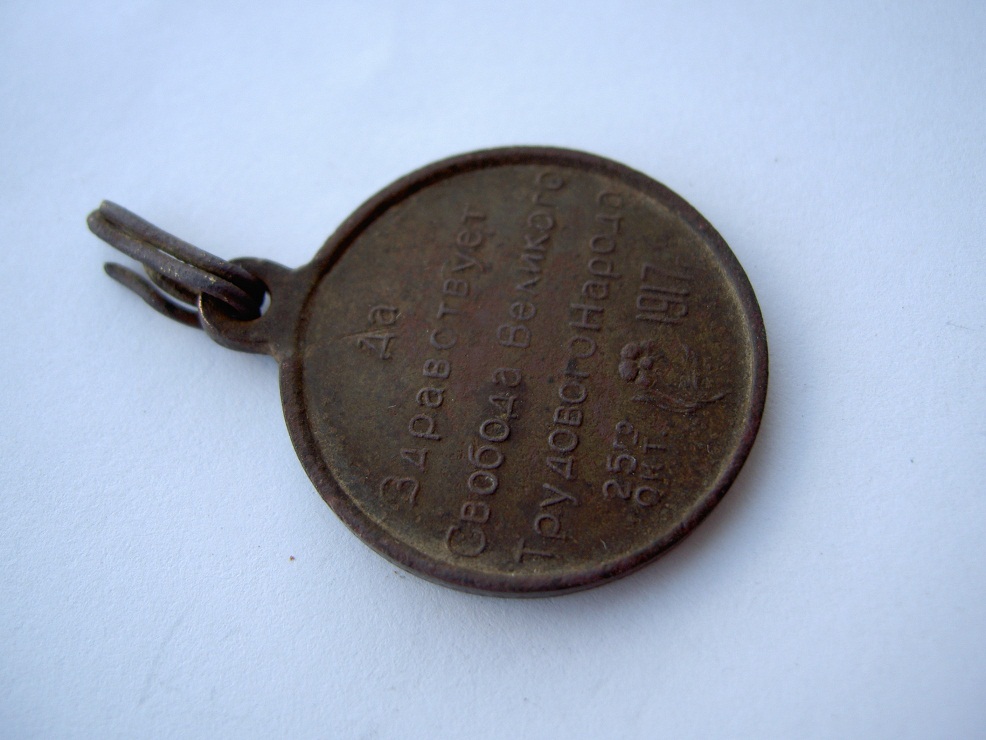 Да
Здравствует
Свобода Великого
Трудового Народа
25го 1917
Окт.